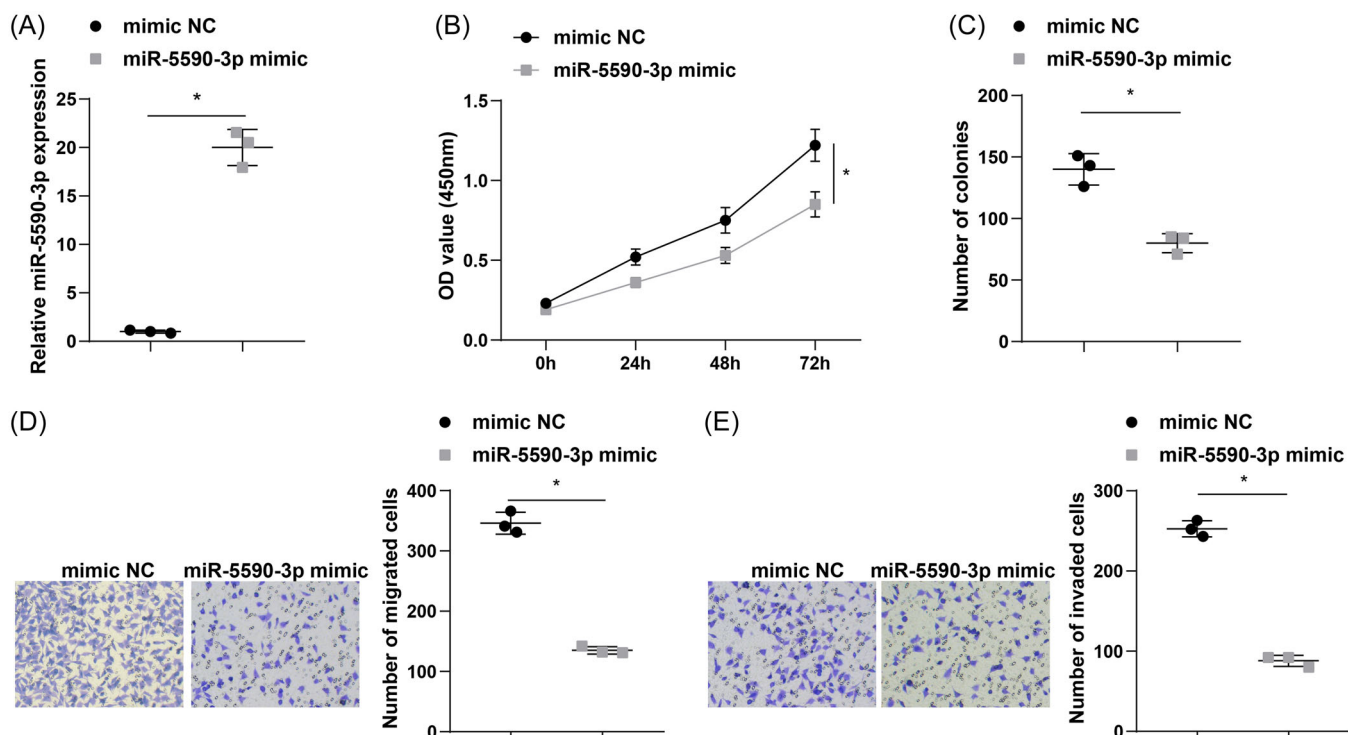 (A)
mimic NC
miR-5590-3p mimic
Relative miR-5590-3p expression
25
20
15
10
5
0
*
(B)
mimic NC
miR-5590-3p mimic
OD value (450nm)
1.5
1.0
0.5
0.0
0h 24h 48h 72h
*
(C)
mimic NC
miR-5590-3p mimic
Number of colonies
200
150
100
50
0
*
(D)
mimic NC
miR-5590-3p mimic
mimic NC miR-5590-3p mimic
Number of migrated cells
400
300
200
100
0
*
(E)
mimic NC
miR-5590-3p mimic
mimic NC miR-5590-3p mimic
Number of invaded cells
300
200
100
0
*